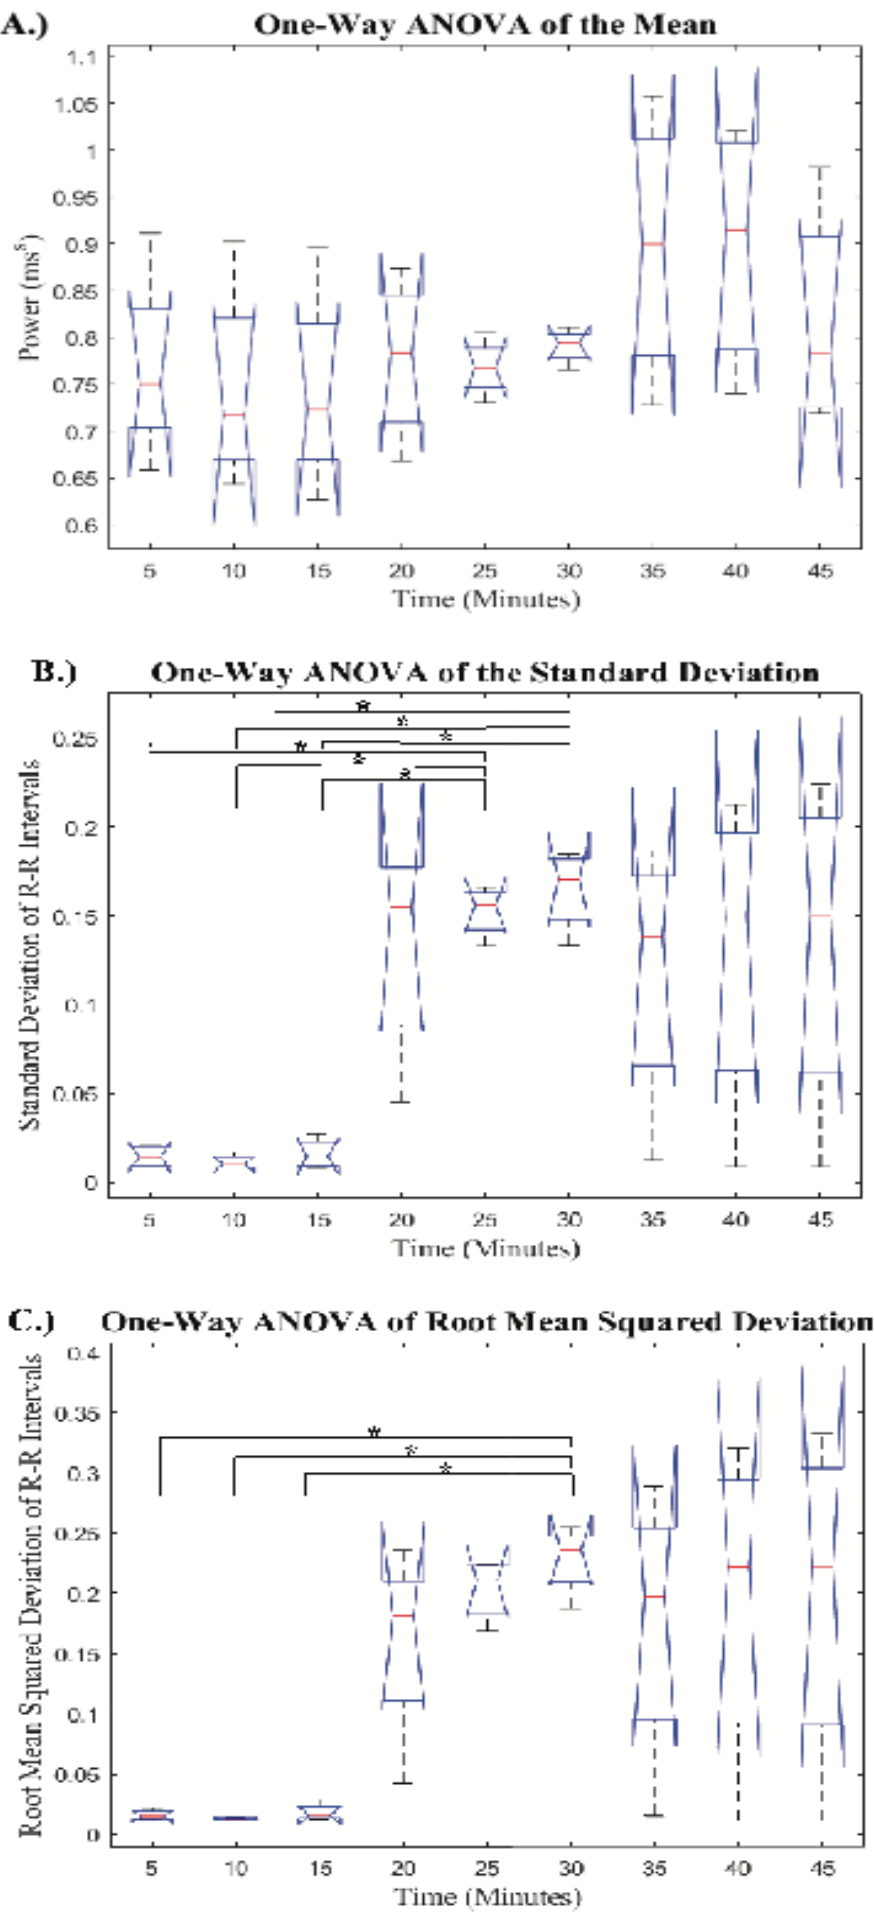 A.) One-Way ANOVA of the Mean
Power (ms⁸)
1.1
1.05
1
0.95
0.9
0.85
0.8
0.75
0.7
0.65
0.6
5 10 15 20 25 30 35 40 45
Time (Minutes)
B.) One-Way ANOVA of the Standard Deviation
Standard Deviation of R-R Intervals
0.25
0.2
0.15
0.1
0.05
0
* * * * * *
5 10 15 20 25 30 35 40 45
Time (Minutes)
C.) One-Way ANOVA of Root Mean Squared Deviation
Root Mean Squared Deviation of R-R Intervals
0.4
0.35
0.3
0.25
0.2
0.15
0.1
0.05
0
* * *
5 10 15 20 25 30 35 40 45
Time (Minutes)